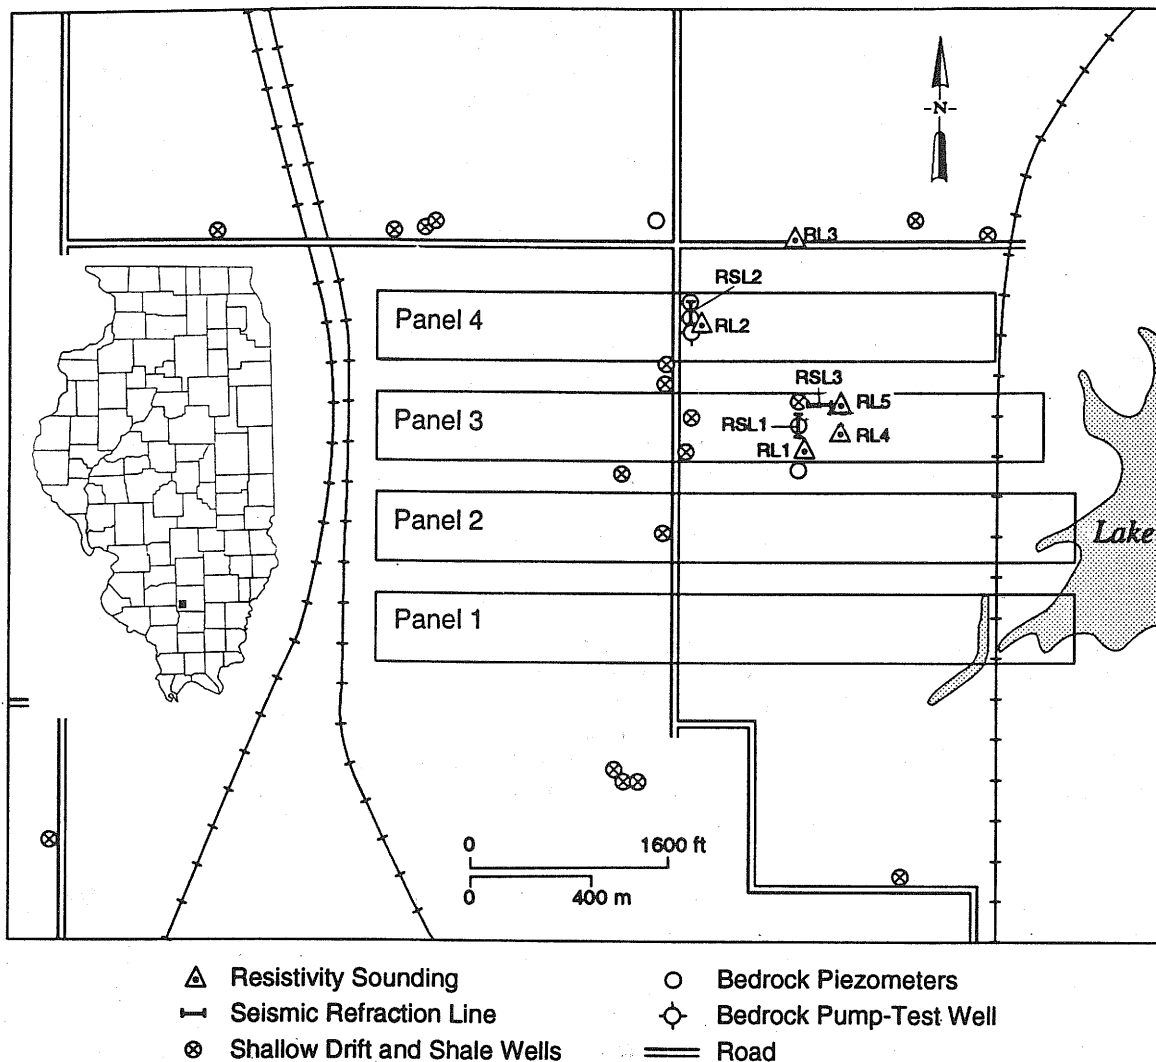 -N-
RL3
RSL2
Panel 4
RL2
RSL3
Panel 3
RL5
RSL1
RL4
RL1
Panel 2
Lake
Panel 1
0 1600 ft
0 400 m
Resistivity Sounding
Seismic Refraction Line
Shallow Drift and Shale Wells
Bedrock Piezometers
Bedrock Pump-Test Well
Road